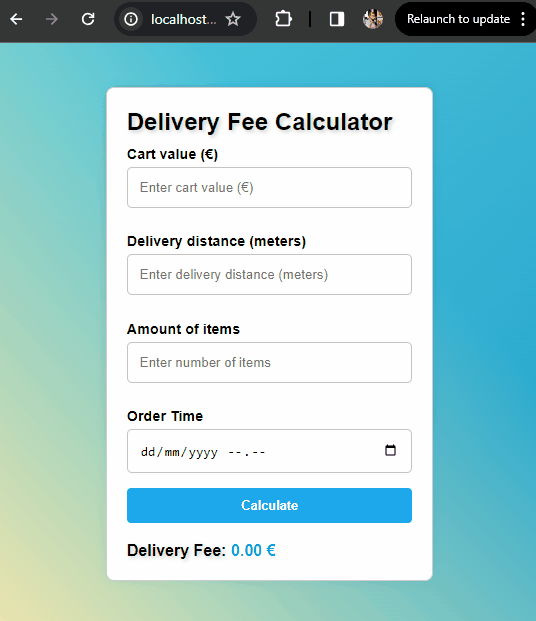 localhost...
Relaunch to update
Delivery Fee Calculator
Cart value (€)
Enter cart value (€)
Delivery distance (meters)
Enter delivery distance (meters)
Amount of items
Enter number of items
Order Time
dd/mm/yyyy --.--
Calculate
Delivery Fee: 0.00 €